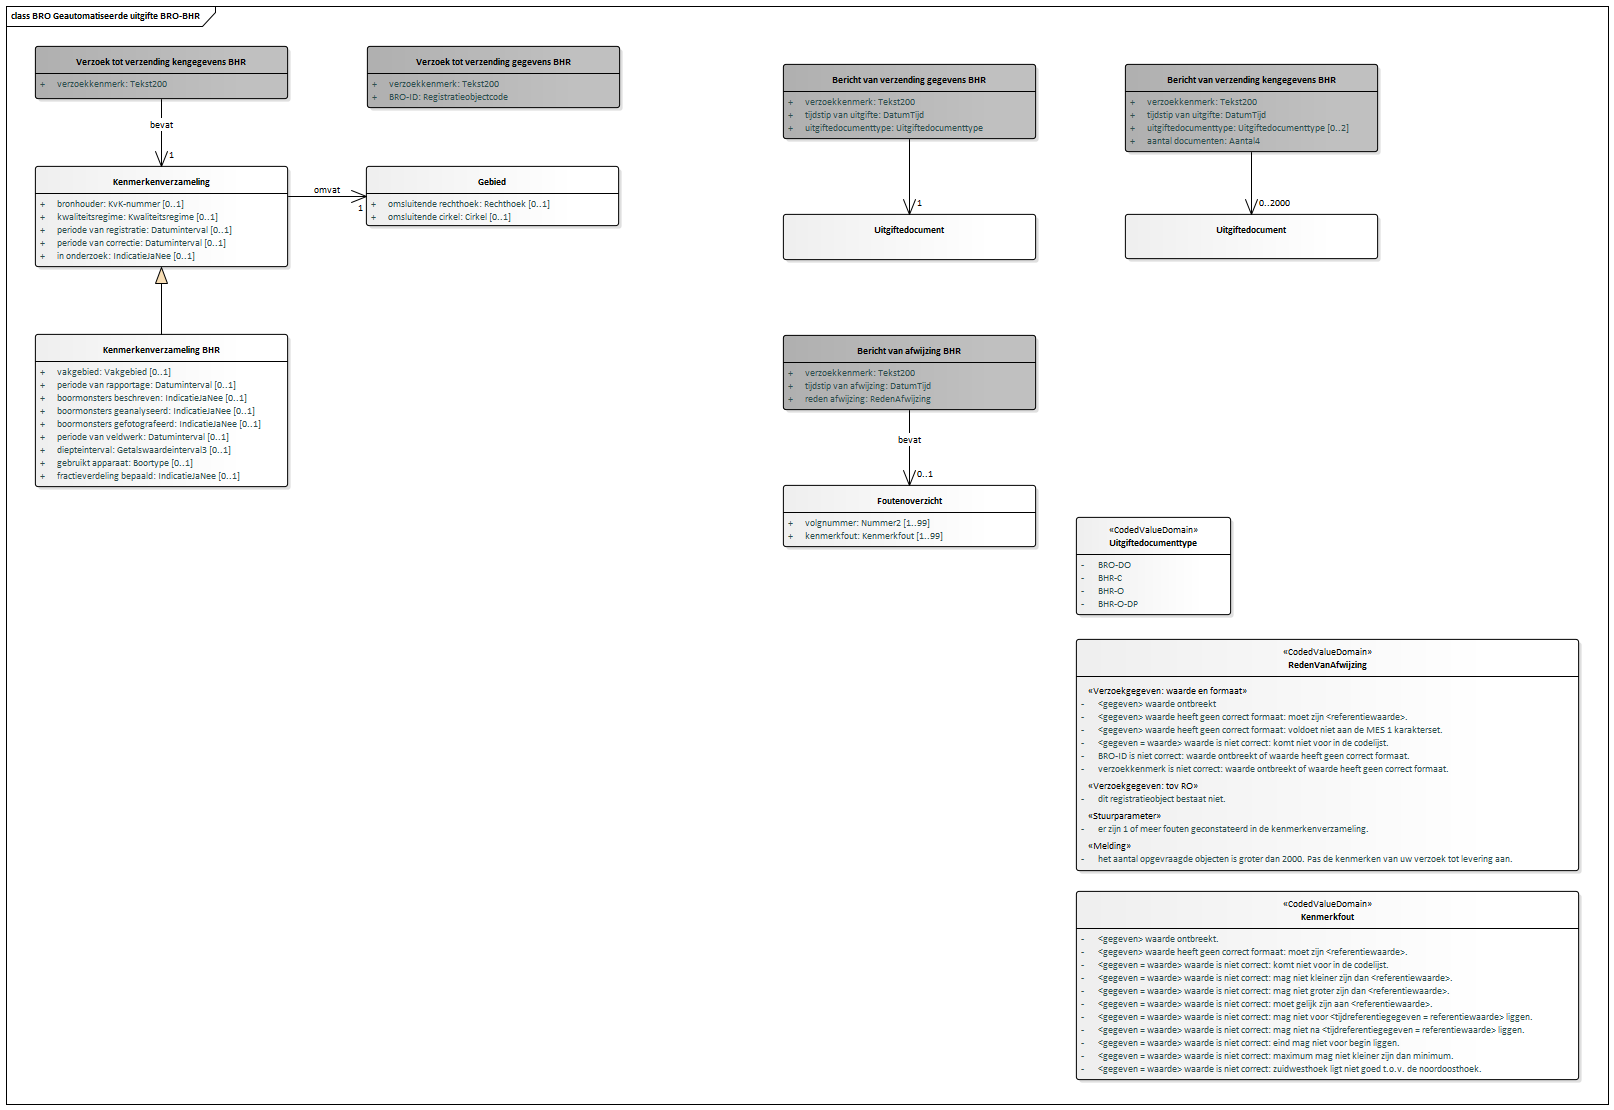 class BRO Geautomatiseerde uitgifte BRO-BHR
Verzoek tot verzending kengegevens BHR
+ verzoekkenmerk: Tekst200
bevat
1
Verzoek tot verzending gegevens BHR
+ verzoekkenmerk: Tekst200
+ BRO-ID: Registratieobjectcode
Kenmerkenverzameling
+ bronhouder: KvK-nummer [0..1]
+ kwaliteitsregime: Kwaliteitsregime [0..1]
+ periode van registratie: Datuminterval [0..1]
+ periode van correctie: Datuminterval [0..1]
+ in onderzoek: IndicatieJaNee [0..1]
omvat
1
Gebied
+ omsluitende rechthoek: Rechthoek [0..1]
+ omsluitende cirkel: Cirkel [0..1]
Kenmerkenverzameling BHR
+ vakgebied: Vakgebied [0..1]
+ periode van rapportage: Datuminterval [0..1]
+ boormonsters beschreven: IndicatieJaNee [0..1]
+ boormonsters geanalyseerd: IndicatieJaNee [0..1]
+ boormonsters gefotografeerd: IndicatieJaNee [0..1]
+ periode van veldwerk: Datuminterval [0..1]
+ diepteinterval: Getalswaardeinterval3 [0..1]
+ gebruikt apparaat: Boortype [0..1]
+ fractieverdeling bepaald: IndicatieJaNee [0..1]
Bericht van verzending gegevens BHR
+ verzoekkenmerk: Tekst200
+ tijdstip van uitgifte: DatumTijd
+ uitgiftedocumenttype: Uitgiftedocumenttype
1
Uitgiftedocument
Bericht van verzending kengegevens BHR
+ verzoekkenmerk: Tekst200
+ tijdstip van uitgifte: DatumTijd
+ uitgiftedocumenttype: Uitgiftedocumenttype [0..2]
+ aantal documenten: Aantal4
0..2000
Uitgiftedocument
Bericht van afwijzing BHR
+ verzoekkenmerk: Tekst200
+ tijdstip van afwijzing: DatumTijd
+ reden afwijzing: RedenAfwijzing
bevat
0..1
Foutenoverzicht
+ volgnummer: Nummer2 [1..99]
+ kenmerkfout: Kenmerkfout [1..99]
«CodedValueDomain»
Uitgiftedocumenttype
- BRO-DO
- BHR-C
- BHR-O
- BHR-O-DP
«CodedValueDomain»
RedenVanAfwijzing
«Verzoekgegeven: waarde en formaat»
- <gegeven> waarde ontbreekt
- <gegeven> waarde heeft geen correct formaat: moet zijn <referentiewaarde>.
- <gegeven> waarde heeft geen correct formaat: voldoet niet aan de MES 1 karakterset.
- <gegeven = waarde> waarde is niet correct: komt niet voor in de codelijst.
- BRO-ID is niet correct: waarde ontbreekt of waarde heeft geen correct formaat.
- verzoekkenmerk is niet correct: waarde ontbreekt of waarde heeft geen correct formaat.
«Verzoekgegeven: tov RO»
- dit registratieobject bestaat niet.
«Stuurparameter»
- er zijn 1 of meer fouten geconstateerd in de kenmerkenverzameling.
«Melding»
- het aantal opgevraagde objecten is groter dan 2000. Pas de kenmerken van uw verzoek tot levering aan.
«CodedValueDomain»
Kenmerkfout
- <gegeven> waarde ontbreekt.
- <gegeven> waarde heeft geen correct formaat: moet zijn <referentiewaarde>.
- <gegeven = waarde> waarde is niet correct: komt niet voor in de codelijst.
- <gegeven = waarde> waarde is niet correct: mag niet kleiner zijn dan <referentiewaarde>.
- <gegeven = waarde> waarde is niet correct: mag niet groter zijn dan <referentiewaarde>.
- <gegeven = waarde> waarde is niet correct: moet gelijk zijn aan <referentiewaarde>.
- <gegeven = waarde> waarde is niet correct: mag niet voor <tijdreferentiegegeven = referentiewaarde> liggen.
- <gegeven = waarde> waarde is niet correct: mag niet na <tijdreferentiegegeven = referentiewaarde> liggen.
- <gegeven = waarde> waarde is niet correct: eind mag niet voor begin liggen.
- <gegeven = waarde> waarde is niet correct: maximum mag niet kleiner zijn dan minimum.
- <gegeven = waarde> waarde is niet correct: zuidwesthoek ligt niet goed t.o.v. de noordoosthoek.